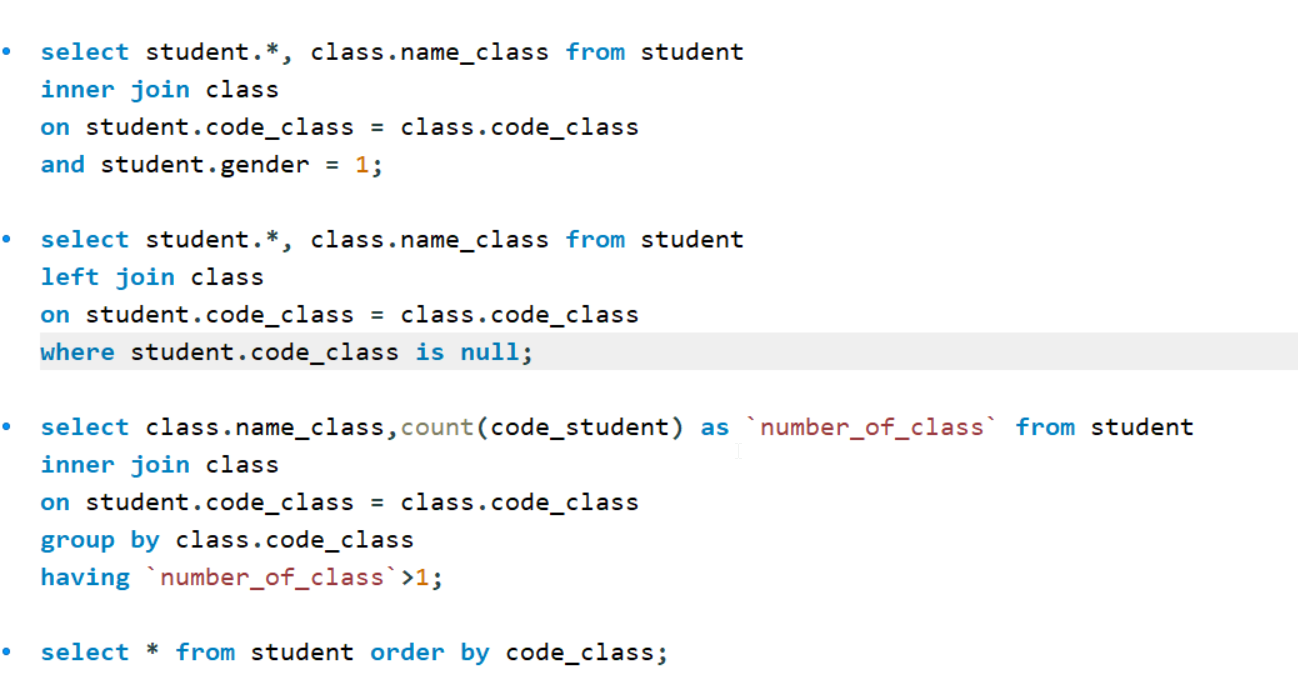 select student.*, class.name_class from student
inner join class
on student.code_class = class.code_class
and student.gender = 1;
select student.*, class.name_class from student
left join class
on student.code_class = class.code_class
where student.code_class is null;
select class.name_class,count(code_student) as `number_of_class` from student
inner join class
on student.code_class = class.code_class
group by class.code_class
having `number_of_class`>1;
select * from student order by code_class;